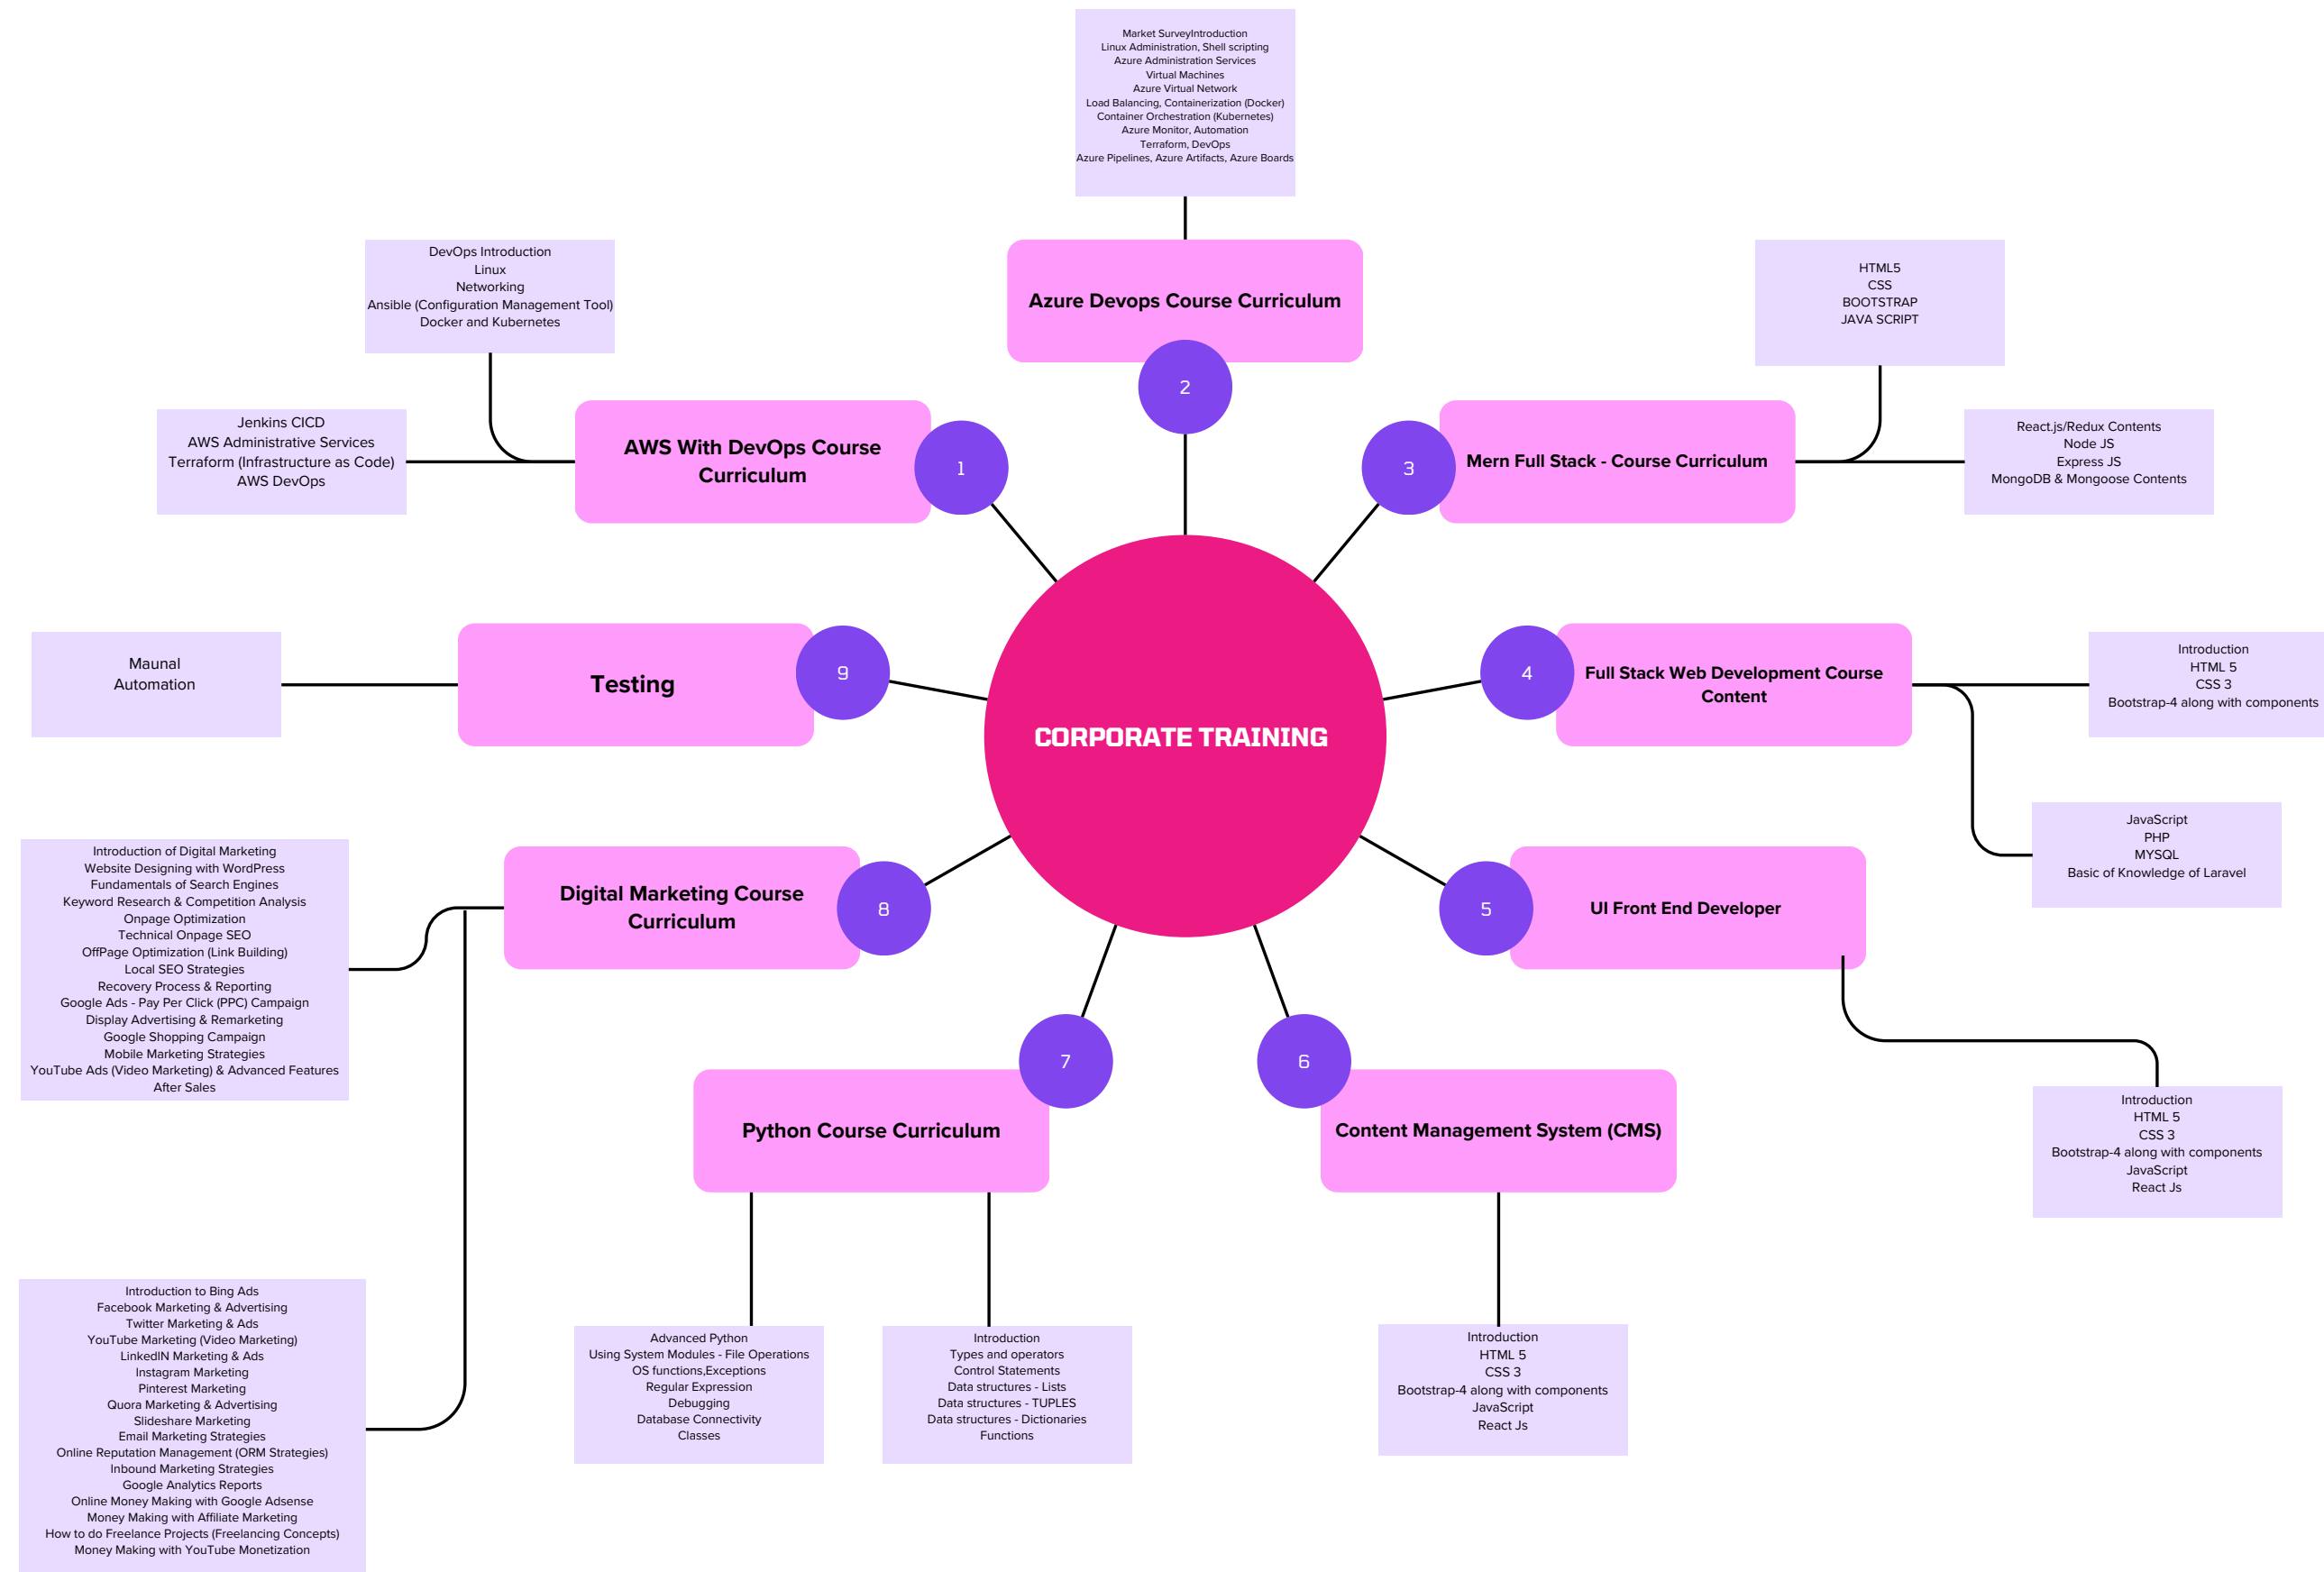 Market SurveyIntroduction
Linux Administration, Shell scripting
Azure Administration Services
Virtual Machines
Azure Virtual Network
Load Balancing, Containerization (Docker)
Container Orchestration (Kubernetes)
Azure Monitor, Automation
Terraform, DevOps
Azure Pipelines, Azure Artifacts, Azure Boards
Azure Devops Course Curriculum
2
DevOps Introduction
Linux
Networking
Ansible (Configuration Management Tool)
Docker and Kubernetes
Jenkins CICD
AWS Administrative Services
Terraform (Infrastructure as Code)
AWS DevOps
AWS With DevOps Course
Curriculum
1
HTML5
CSS
BOOTSTRAP
JAVA SCRIPT
3
Mern Full Stack - Course Curriculum
React.js/Redux Contents
Node JS
Express JS
MongoDB & Mongoose Contents
CORPORATE TRAINING
Maunal
Automation
Testing
9
4
Full Stack Web Development Course
Content
Introduction
HTML 5
CSS 3
Bootstrap-4 along with components
JavaScript
PHP
MYSQL
Basic of Knowledge of Laravel
Introduction of Digital Marketing
Website Designing with WordPress
Fundamentals of Search Engines
Keyword Research & Competition Analysis
Onpage Optimization
Technical Onpage SEO
OffPage Optimization (Link Building)
Local SEO Strategies
Recovery Process & Reporting
Google Ads - Pay Per Click (PPC) Campaign
Display Advertising & Remarketing
Google Shopping Campaign
Mobile Marketing Strategies
YouTube Ads (Video Marketing) & Advanced Features
After Sales
Digital Marketing Course
Curriculum
8
5
UI Front End Developer
Introduction
HTML 5
CSS 3
Bootstrap-4 along with components
JavaScript
React Js
7
Python Course Curriculum
6
Content Management System (CMS)
Introduction to Bing Ads
Facebook Marketing & Advertising
Twitter Marketing & Ads
YouTube Marketing (Video Marketing)
LinkedIN Marketing & Ads
Instagram Marketing
Pinterest Marketing
Quora Marketing & Advertising
Slideshare Marketing
Email Marketing Strategies
Online Reputation Management (ORM Strategies)
Inbound Marketing Strategies
Google Analytics Reports
Online Money Making with Google Adsense
Money Making with Affiliate Marketing
How to do Freelance Projects (Freelancing Concepts)
Money Making with YouTube Monetization
Advanced Python
Using System Modules - File Operations
OS functions,Exceptions
Regular Expression
Debugging
Database Connectivity
Classes
Introduction
Types and operators
Control Statements
Data structures - Lists
Data structures - TUPLES
Data structures - Dictionaries
Functions
Introduction
HTML 5
CSS 3
Bootstrap-4 along with components
JavaScript
React Js